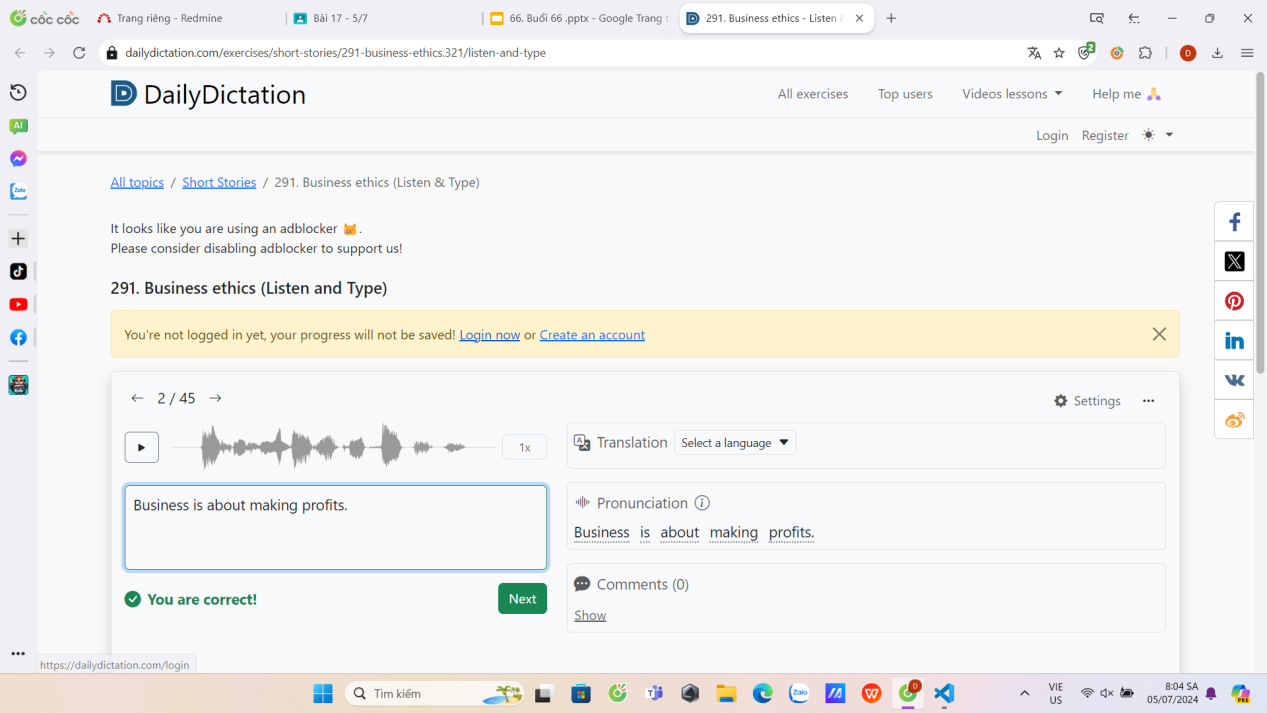 cốc cốc
Trang riêng - Redmine
Bài 17 - 5/7
66. Buổi 66 .pptx - Google Trang t
291. Business ethics - Listen &
dailydictation.com/exercises/short-stories/291-business-ethics.321/listen-and-type
2
D
AI
Zalo
D DailyDictation
All exercises
Top users
Videos lessons
Help me 🙏
Login
Register
All topics / Short Stories / 291. Business ethics (Listen & Type)
It looks like you are using an adblocker 😿.
Please consider disabling adblocker to support us!
291. Business ethics (Listen and Type)
You're not logged in yet, your progress will not be saved! Login now or Create an account
2 / 45
Settings
1x
Translation
Select a language
Business is about making profits.
Pronunciation
Business is about making profits.
You are correct!
Next
Comments (0)
Show
https://dailydictation.com/login
Tìm kiếm
Zalo
D
VIE
US
8:04 SA
05/07/2024
PRE